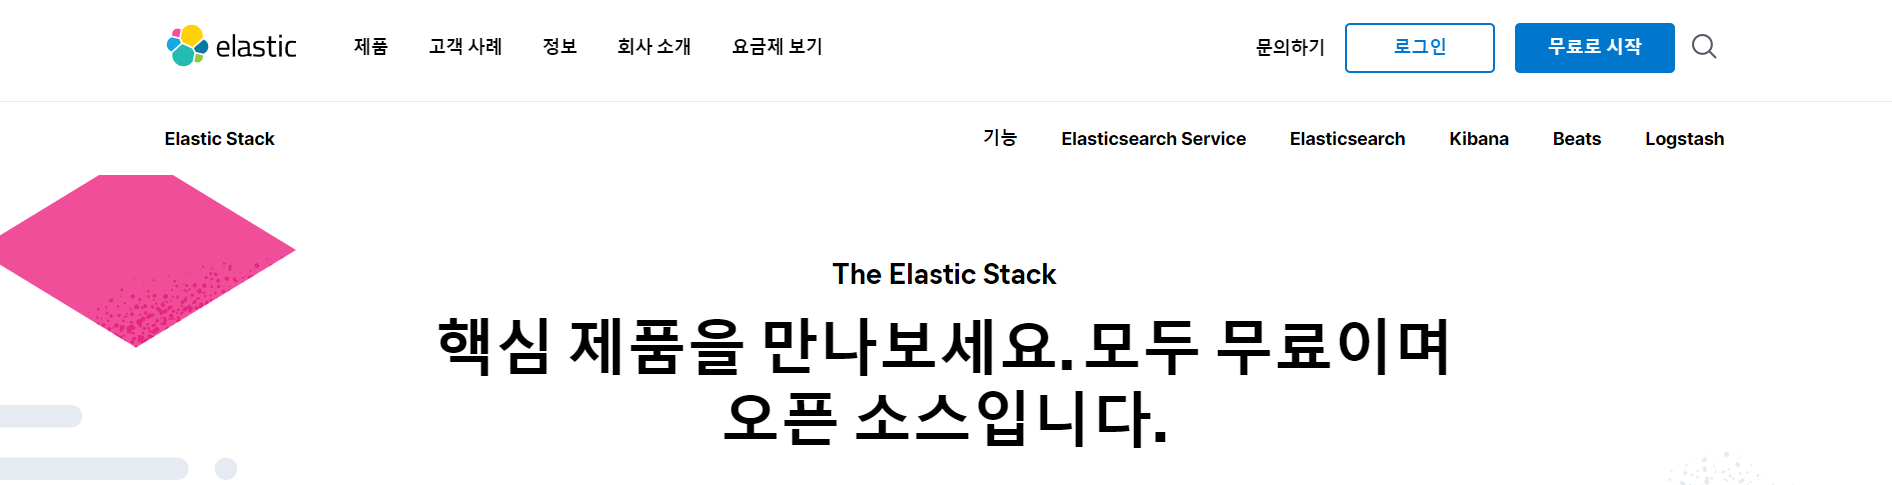 elastic 제품 고객 사례 정보 회사 소개 요금제 보기 문의하기 로그인 무료로 시작
Elastic Stack 기능 Elasticsearch Service Elasticsearch Kibana Beats Logstash
The Elastic Stack
핵심 제품을 만나보세요. 모두 무료이며
오픈 소스입니다.